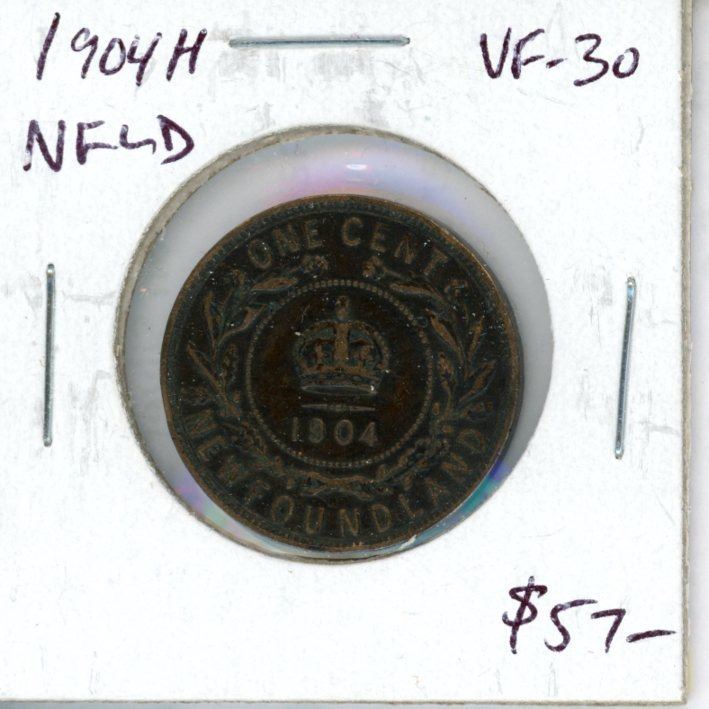 1904H VF-30
NFLD
ONE CENT
1904
NEWFOUNDLAND
$57-